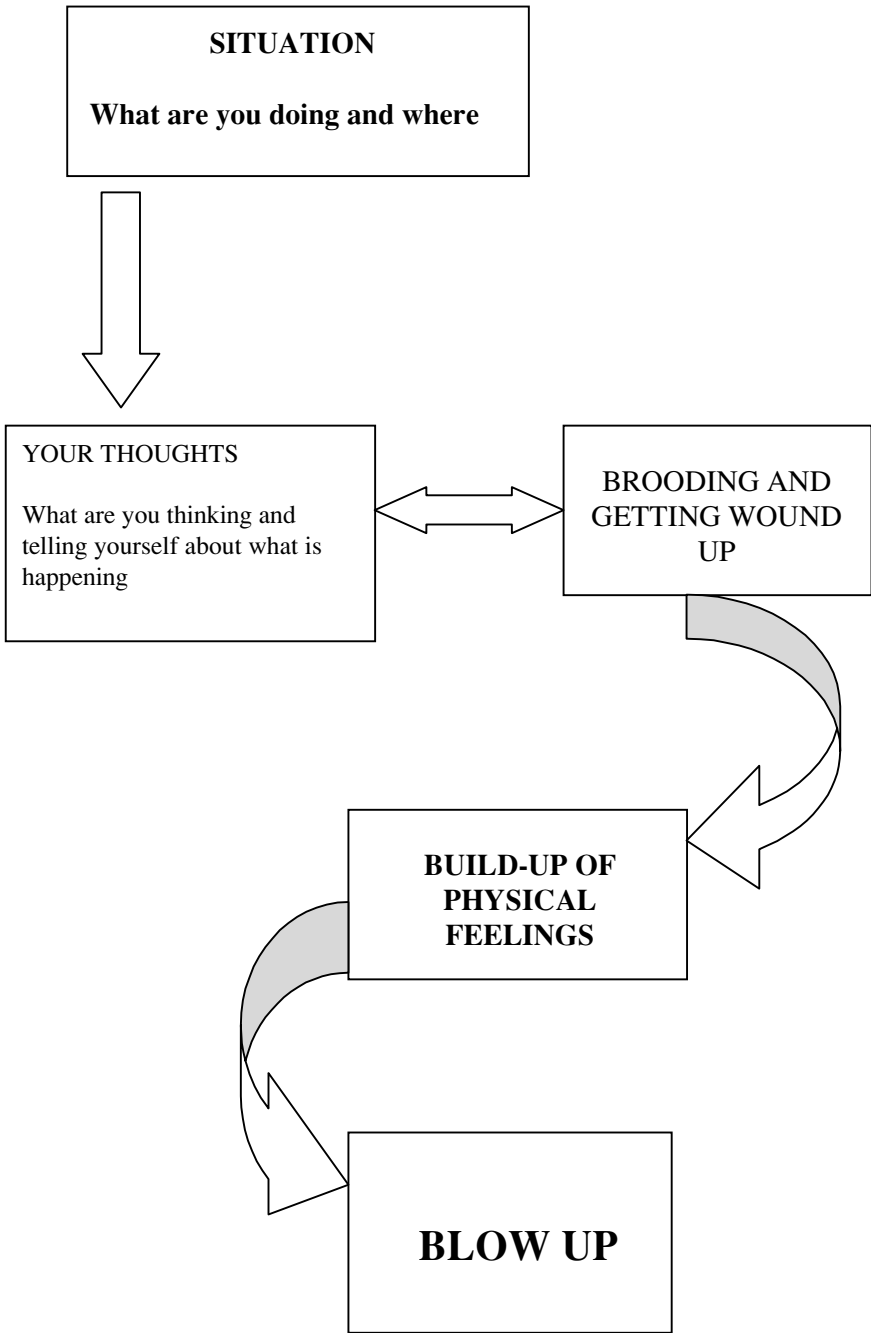 SITUATION
What are you doing and where
YOUR THOUGHTS
What are you thinking and
telling yourself about what is
happening
BROODING AND
GETTING WOUND
UP
BUILD-UP OF
PHYSICAL
FEELINGS
BLOW UP